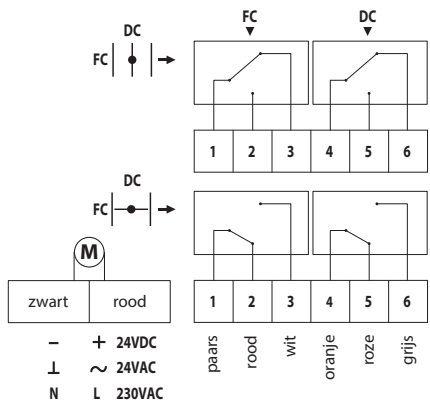 FC DC
DC
FC
1 2 3 4 5 6
DC
FC
M
zwart rood
1 2 3 4 5 6
− + 24VDC
⊥ ~ 24VAC
N L 230VAC
paars
rood
wit
oranje
roze
grijs